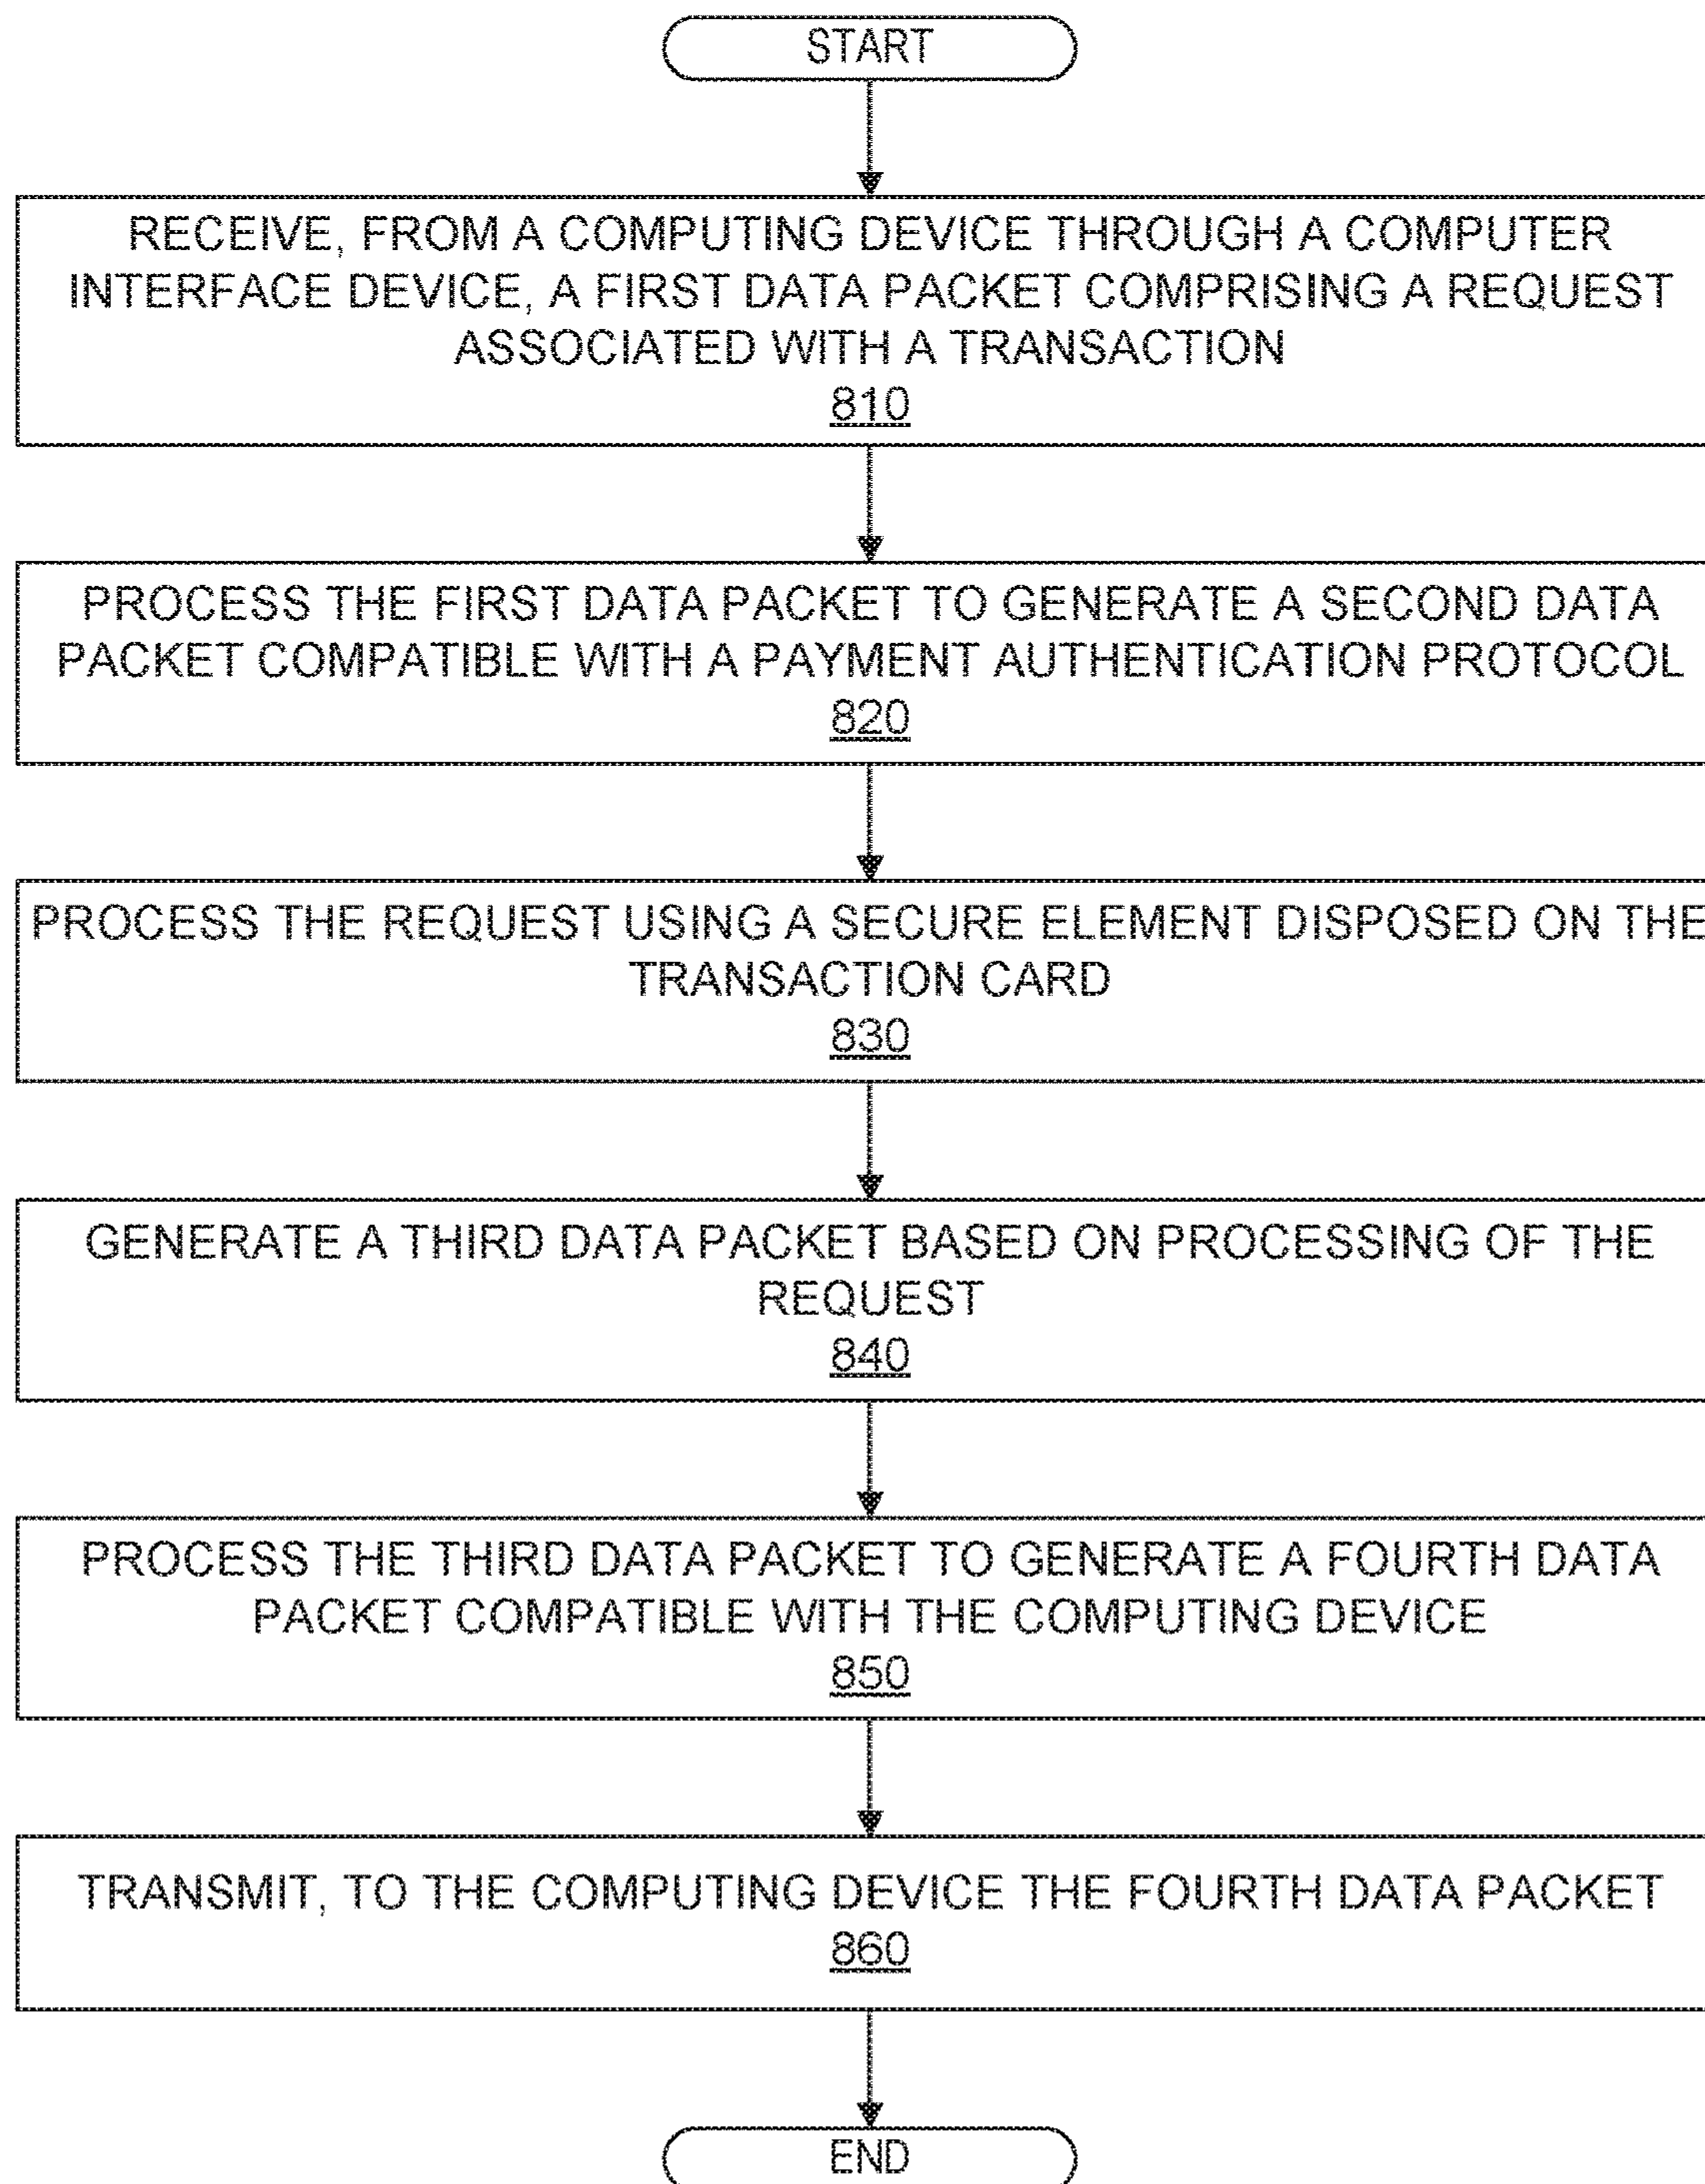 START
RECEIVE, FROM A COMPUTING DEVICE THROUGH A COMPUTER
INTERFACE DEVICE, A FIRST DATA PACKET COMPRISING A REQUEST
ASSOCIATED WITH A TRANSACTION
810
PROCESS THE FIRST DATA PACKET TO GENERATE A SECOND DATA
PACKET COMPATIBLE WITH A PAYMENT AUTHENTICATION PROTOCOL
820
PROCESS THE REQUEST USING A SECURE ELEMENT DISPOSED ON THE
TRANSACTION CARD
830
GENERATE A THIRD DATA PACKET BASED ON PROCESSING OF THE
REQUEST
840
PROCESS THE THIRD DATA PACKET TO GENERATE A FOURTH DATA
PACKET COMPATIBLE WITH THE COMPUTING DEVICE
850
TRANSMIT, TO THE COMPUTING DEVICE THE FOURTH DATA PACKET
860
END